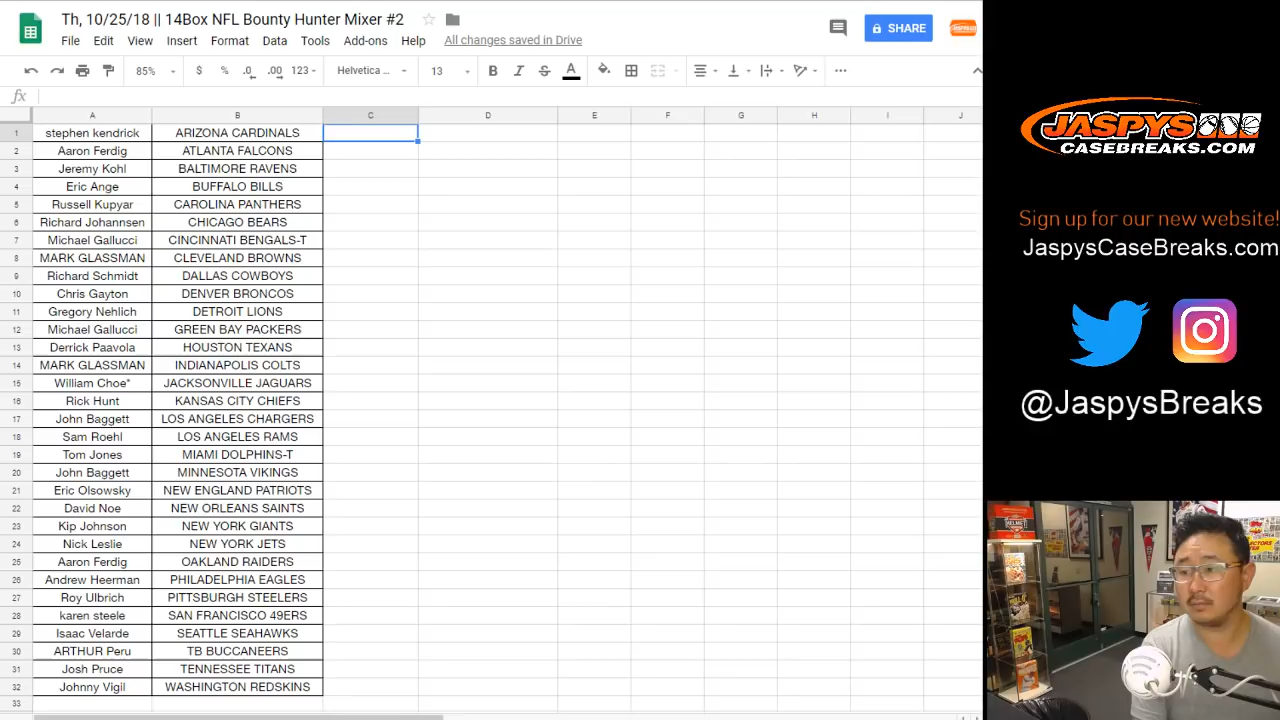 Th, 10/25/18 || 14Box NFL Bounty Hunter Mixer #2
File Edit View Insert Format Data Tools Add-ons Help All changes saved in Drive
SHARE
85% $ % .0 .00 123 Helvetica ... 13 B I S A
fx
A B C D E F G H I J
1 stephen kendrick ARIZONA CARDINALS
2 Aaron Ferdig ATLANTA FALCONS
3 Jeremy Kohl BALTIMORE RAVENS
4 Eric Ange BUFFALO BILLS
5 Russell Kupyar CAROLINA PANTHERS
6 Richard Johannsen CHICAGO BEARS
7 Michael Gallucci CINCINNATI BENGALS-T
8 MARK GLASSMAN CLEVELAND BROWNS
9 Richard Schmidt DALLAS COWBOYS
10 Chris Gayton DENVER BRONCOS
11 Gregory Nehlich DETROIT LIONS
12 Michael Gallucci GREEN BAY PACKERS
13 Derrick Paavola HOUSTON TEXANS
14 MARK GLASSMAN INDIANAPOLIS COLTS
15 William Choe* JACKSONVILLE JAGUARS
16 Rick Hunt KANSAS CITY CHIEFS
17 John Baggett LOS ANGELES CHARGERS
18 Sam Roehl LOS ANGELES RAMS
19 Tom Jones MIAMI DOLPHINS-T
20 John Baggett MINNESOTA VIKINGS
21 Eric Olsowsky NEW ENGLAND PATRIOTS
22 David Noe NEW ORLEANS SAINTS
23 Kip Johnson NEW YORK GIANTS
24 Nick Leslie NEW YORK JETS
25 Aaron Ferdig OAKLAND RAIDERS
26 Andrew Heerman PHILADELPHIA EAGLES
27 Roy Ulbrich PITTSBURGH STEELERS
28 karen steele SAN FRANCISCO 49ERS
29 Isaac Velarde SEATTLE SEAHAWKS
30 ARTHUR Peru TB BUCCANEERS
31 Josh Pruce TENNESSEE TITANS
32 Johnny Vigil WASHINGTON REDSKINS
33
JASPYS
CASEBREAKS.COM
Sign up for our new website!
JaspysCaseBreaks.com
@JaspysBreaks
HELMET